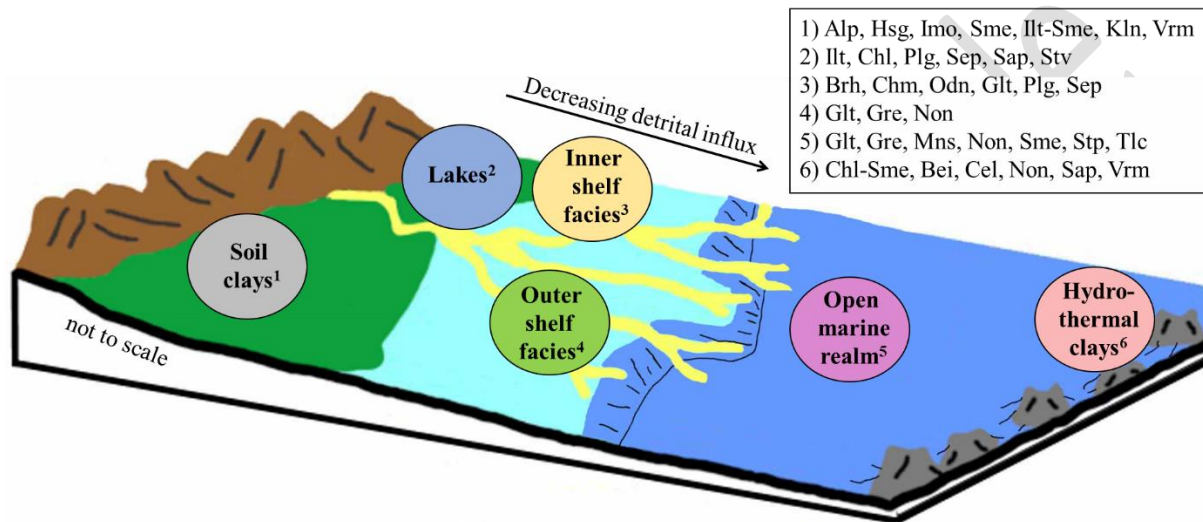 1) Alp, Hsg, Imo, Sme, Ilt-Sme, Kln, Vrm
2) Ilt, Chl, Plg, Sep, Sap, Stv
3) Brh, Chm, Odn, Glt, Plg, Sep
4) Glt, Gre, Non
5) Glt, Gre, Mns, Non, Sme, Stp, Tlc
6) Chl-Sme, Bei, Cel, Non, Sap, Vrm
Decreasing detrital influx
Lakes²
Inner
shelf
facies³
Soil
clays¹
Outer
shelf
facies⁴
Open
marine
realm⁵
Hydro-
thermal
clays⁶
not to scale